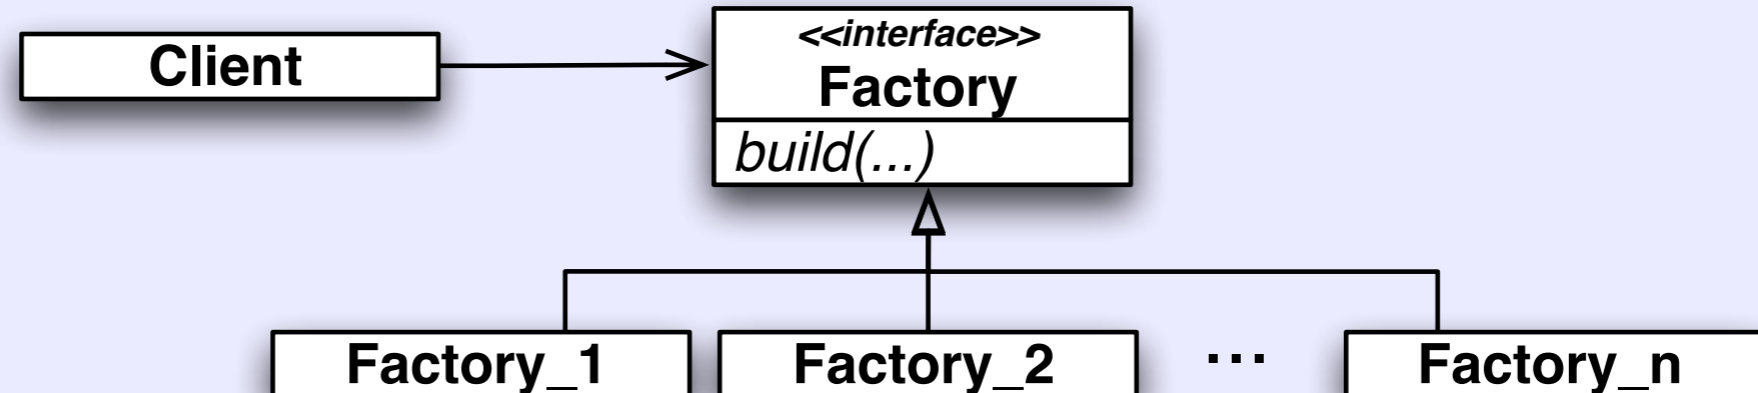 Client
<<interface>>
Factory
build(...)
Factory_1
Factory_2
...
Factory_n